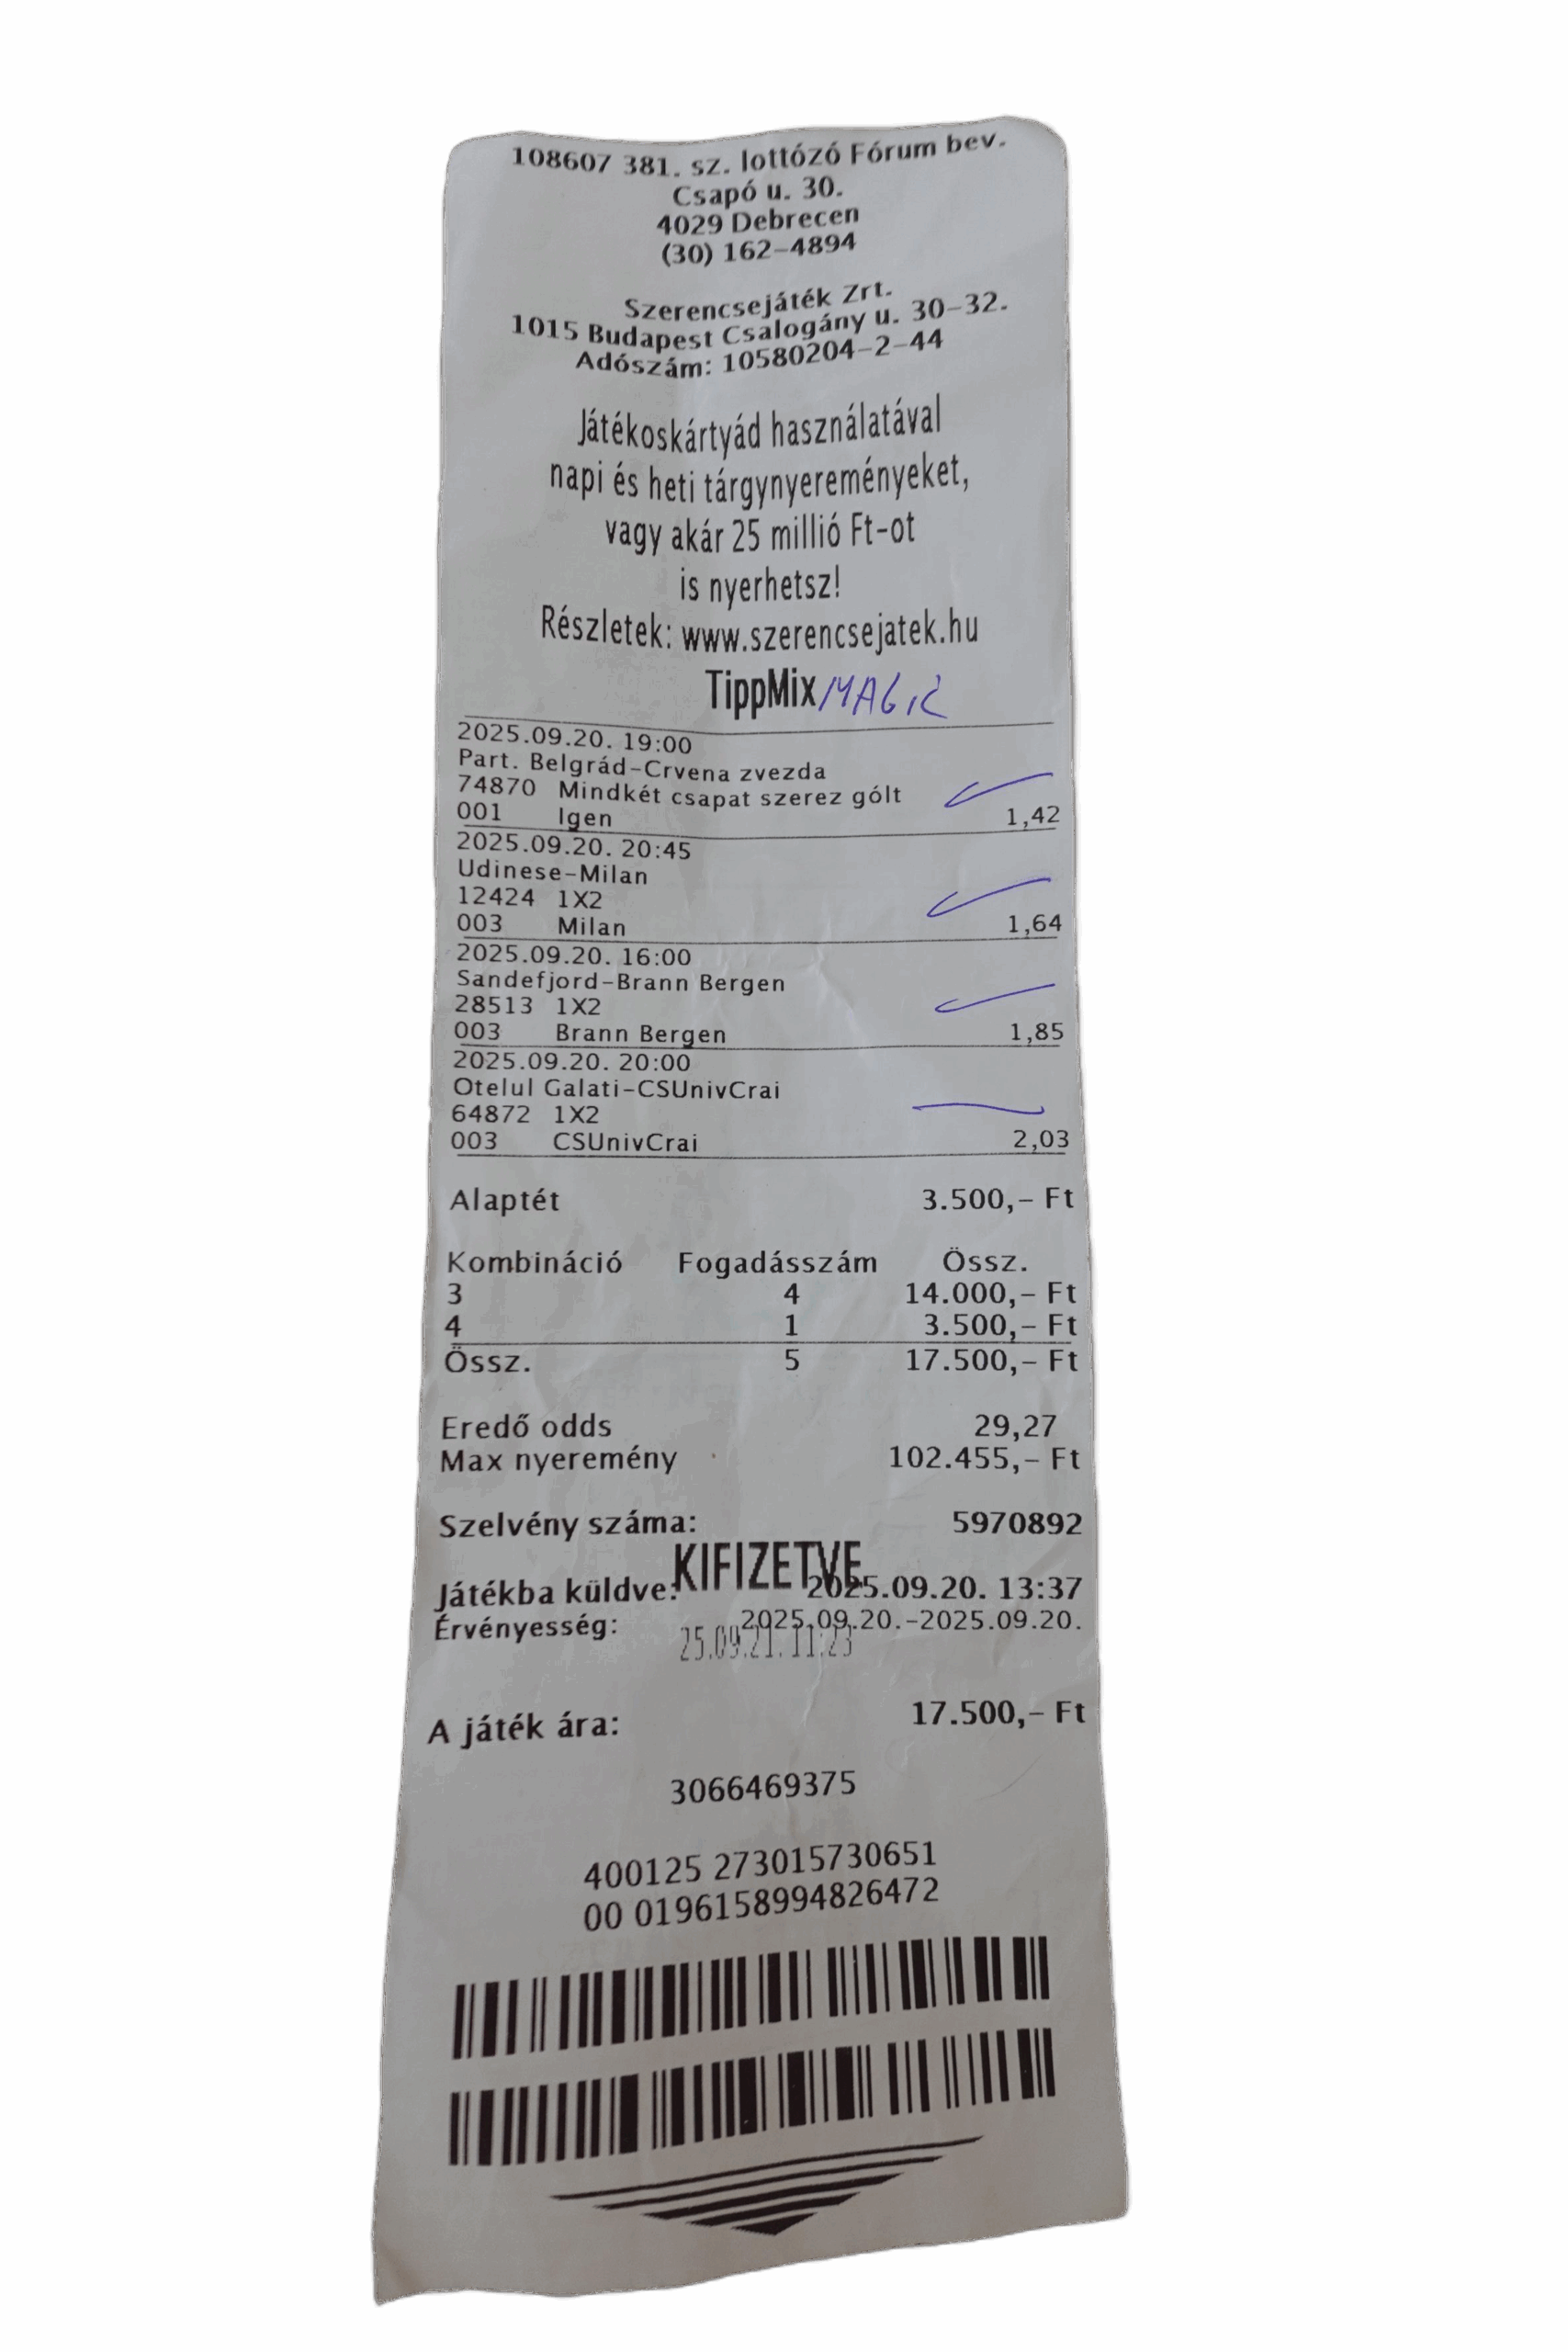 108607 381. sz. lottózó Fórum bev.
Csapó u. 30.
4029 Debrecen
(30) 162-4894
Szerencsejáték Zrt.
1015 Budapest Csalogány u. 30-32.
Adószám: 10580204-2-44
Játékoskártyád használatával
napi és heti tárgynyereményeket,
vagy akár 25 millió Ft-ot
is nyerhetsz!
Részletek: www.szerencsejatek.hu
TippMix MAGIC
2025.09.20. 19:00
Part. Belgrád-Crvena zvezda
74870 Mindkét csapat szerez gólt
001 Igen 1,42
2025.09.20. 20:45
Udinese-Milan
12424 1X2
003 Milan 1,64
2025.09.20. 16:00
Sandefjord-Brann Bergen
28513 1X2
003 Brann Bergen 1,85
2025.09.20. 20:00
Otelul Galati-CSUnivCrai
64872 1X2
003 CSUnivCrai 2,03
Alaptét 3.500,- Ft
Kombináció Fogadásszám Össz.
3 4 14.000,- Ft
4 1 3.500,- Ft
Össz. 5 17.500,- Ft
Eredő odds 29,27
Max nyeremény 102.455,- Ft
Szelvény száma: 5970892
KIFIZETVE
Játékba küldve: 2025.09.20. 13:37
Érvényesség: 2025.09.20.-2025.09.20.
25.09.21. 11:23
A játék ára: 17.500,- Ft
3066469375
400125 273015730651
00 0196158994826472